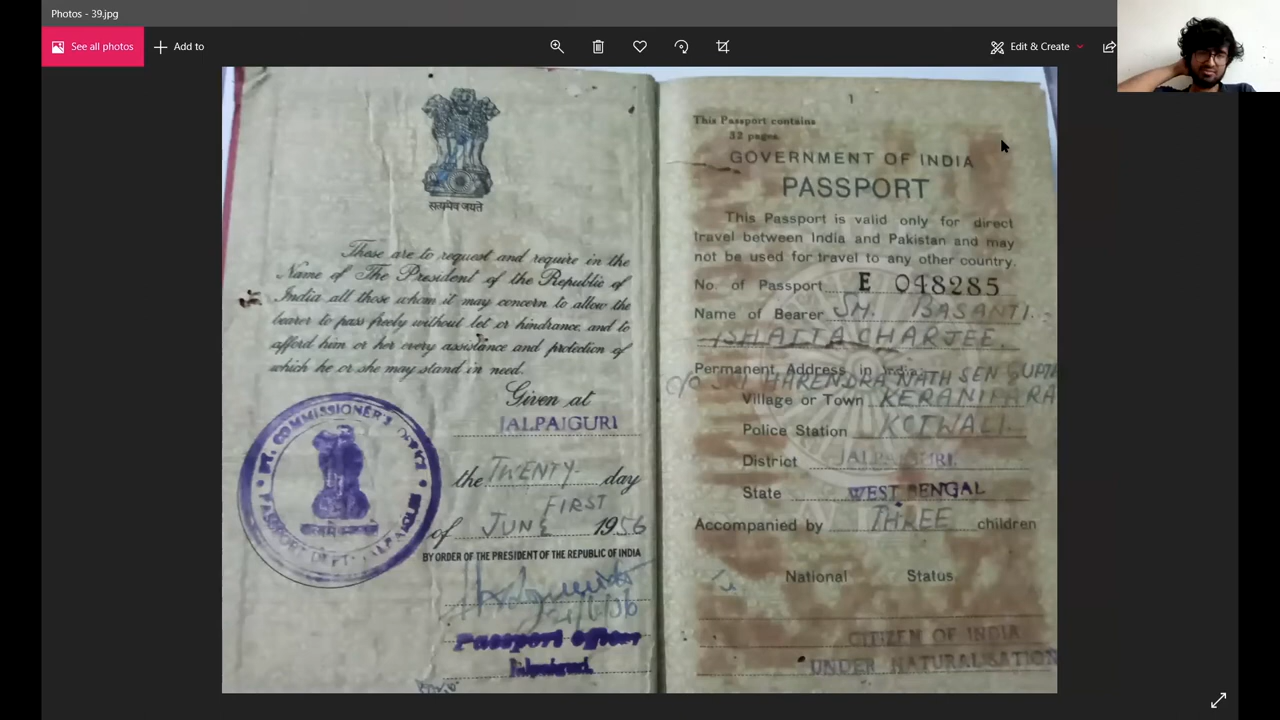 Photos - 39.jpg
See all photos
Add to
Edit & Create
सत्यमेव जयते
These are to request and require in the
Name of The President of the Republic of
India all those whom it may concern to allow the
bearer to pass freely without let or hindrance, and to
afford him or her every assistance and protection of
which he or she may stand in need.
Given at
JALPAIGURI
the TWENTY- day
FIRST
of JUNE 1956
BY ORDER OF THE PRESIDENT OF THE REPUBLIC OF INDIA
Passport Officer
Jalpaiguri.
DY. COMMISSIONER'S OFFICE
PASSPORT DEPT. JALPAIGURI
1
This Passport contains
32 pages.
GOVERNMENT OF INDIA
PASSPORT
This Passport is valid only for direct
travel between India and Pakistan and may
not be used for travel to any other country.
No. of Passport E 048285
Name of Bearer SM. BASANTI.
BHATTACHARJEE.
Permanent Address in India:
C/O SRI HARENDRA NATH SEN GUPTA
Village or Town KERANIPARA
Police Station KOTWALI.
District JALPAIGURI.
State WEST BENGAL
Accompanied by THREE children
National Status
CITIZEN OF INDIA
UNDER NATURALISATION